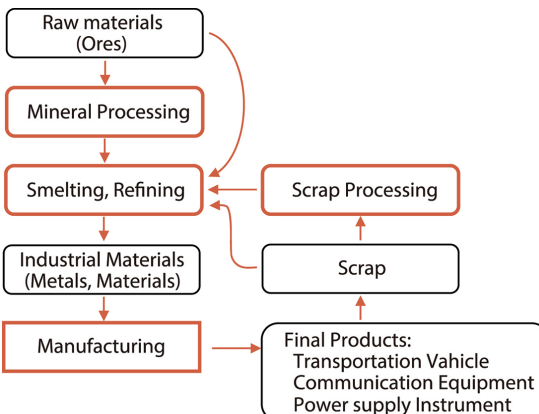 Raw materials
(Ores)
Mineral Processing
Smelting, Refining
Scrap Processing
Industrial Materials
(Metals, Materials)
Scrap
Manufacturing
Final Products:
Transportation Vahicle
Communication Equipment
Power supply Instrument